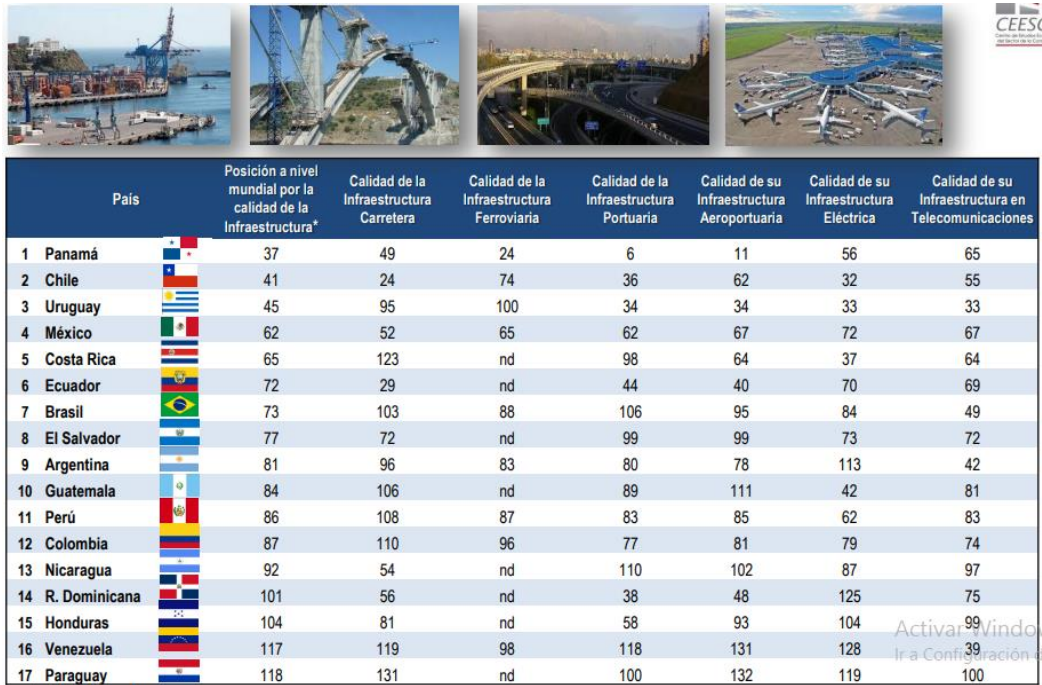 CEESC
Centro de Estudios Ec
del Sector de la Con
País
Posición a nivel
mundial por la
calidad de la
Infraestructura*
Calidad de la
Infraestructura
Carretera
Calidad de la
Infraestructura
Ferroviaria
Calidad de la
Infraestructura
Portuaria
Calidad de su
Infraestructura
Aeroportuaria
Calidad de su
Infraestructura
Eléctrica
Calidad de su
Infraestructura en
Telecomunicaciones
1 Panamá 37 49 24 6 11 56 65
2 Chile 41 24 74 36 62 32 55
3 Uruguay 45 95 100 34 34 33 33
4 México 62 52 65 62 67 72 67
5 Costa Rica 65 123 nd 98 64 37 64
6 Ecuador 72 29 nd 44 40 70 69
7 Brasil 73 103 88 106 95 84 49
8 El Salvador 77 72 nd 99 99 73 72
9 Argentina 81 96 83 80 78 113 42
10 Guatemala 84 106 nd 89 111 42 81
11 Perú 86 108 87 83 85 62 83
12 Colombia 87 110 96 77 81 79 74
13 Nicaragua 92 54 nd 110 102 87 97
14 R. Dominicana 101 56 nd 38 48 125 75
15 Honduras 104 81 nd 58 93 104 99
16 Venezuela 117 119 98 118 131 128 39
17 Paraguay 118 131 nd 100 132 119 100
Activar Windo
Ir a Configuración d